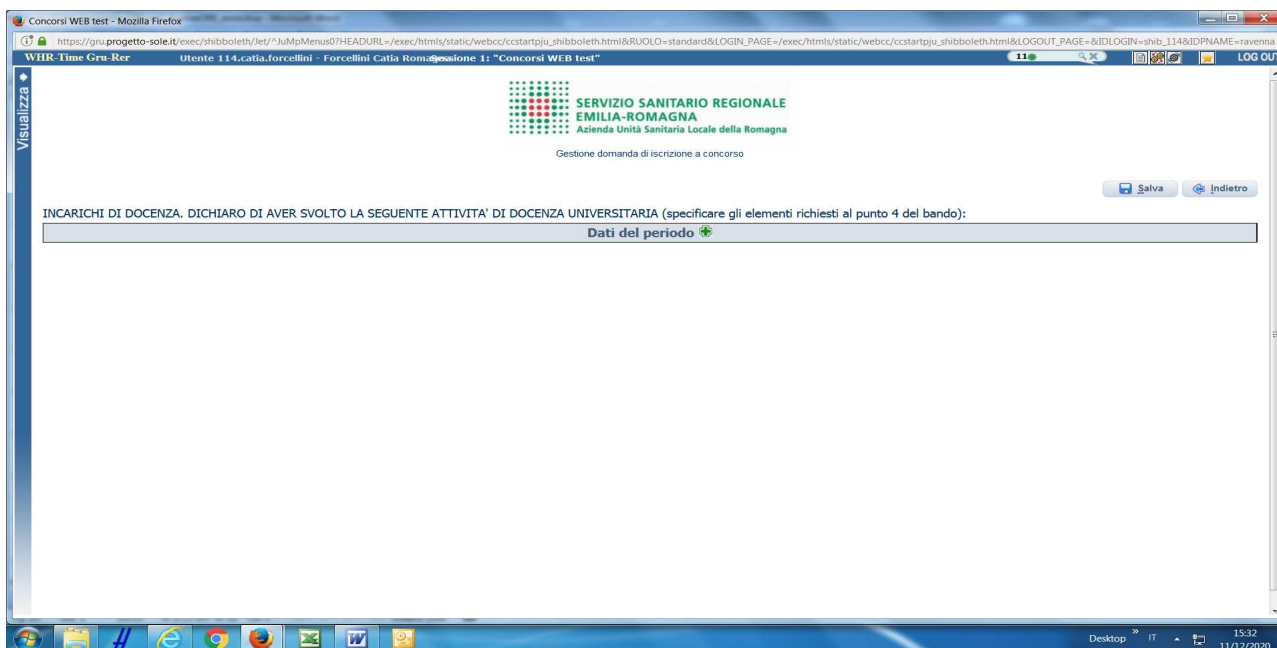 Concorsi WEB test - Mozilla Firefox
https://gru.progetto-sole.it/exec/shibboleth/Jet/^JuMpMenus0?HEADURL=/exec/htmls/static/webcc/ccstartpju_shibboleth.html&RUOLO=standard&LOGIN_PAGE=/exec/htmls/static/webcc/ccstartpju_shibboleth.html&LOGOUT_PAGE=&IDLOGIN=shib_114&IDPNAME=ravenna
WHR-Time Gru-Rer Utente 114.catia.forcellini - Forcellini Catia Romagna Sessione 1: "Concorsi WEB test" 11 LOG OU
Visualizza
SERVIZIO SANITARIO REGIONALE
EMILIA-ROMAGNA
Azienda Unità Sanitaria Locale della Romagna
Gestione domanda di iscrizione a concorso
Salva Indietro
INCARICHI DI DOCENZA. DICHIARO DI AVER SVOLTO LA SEGUENTE ATTIVITA' DI DOCENZA UNIVERSITARIA (specificare gli elementi richiesti al punto 4 del bando):
Dati del periodo
Desktop » IT 15:32
11/12/2020